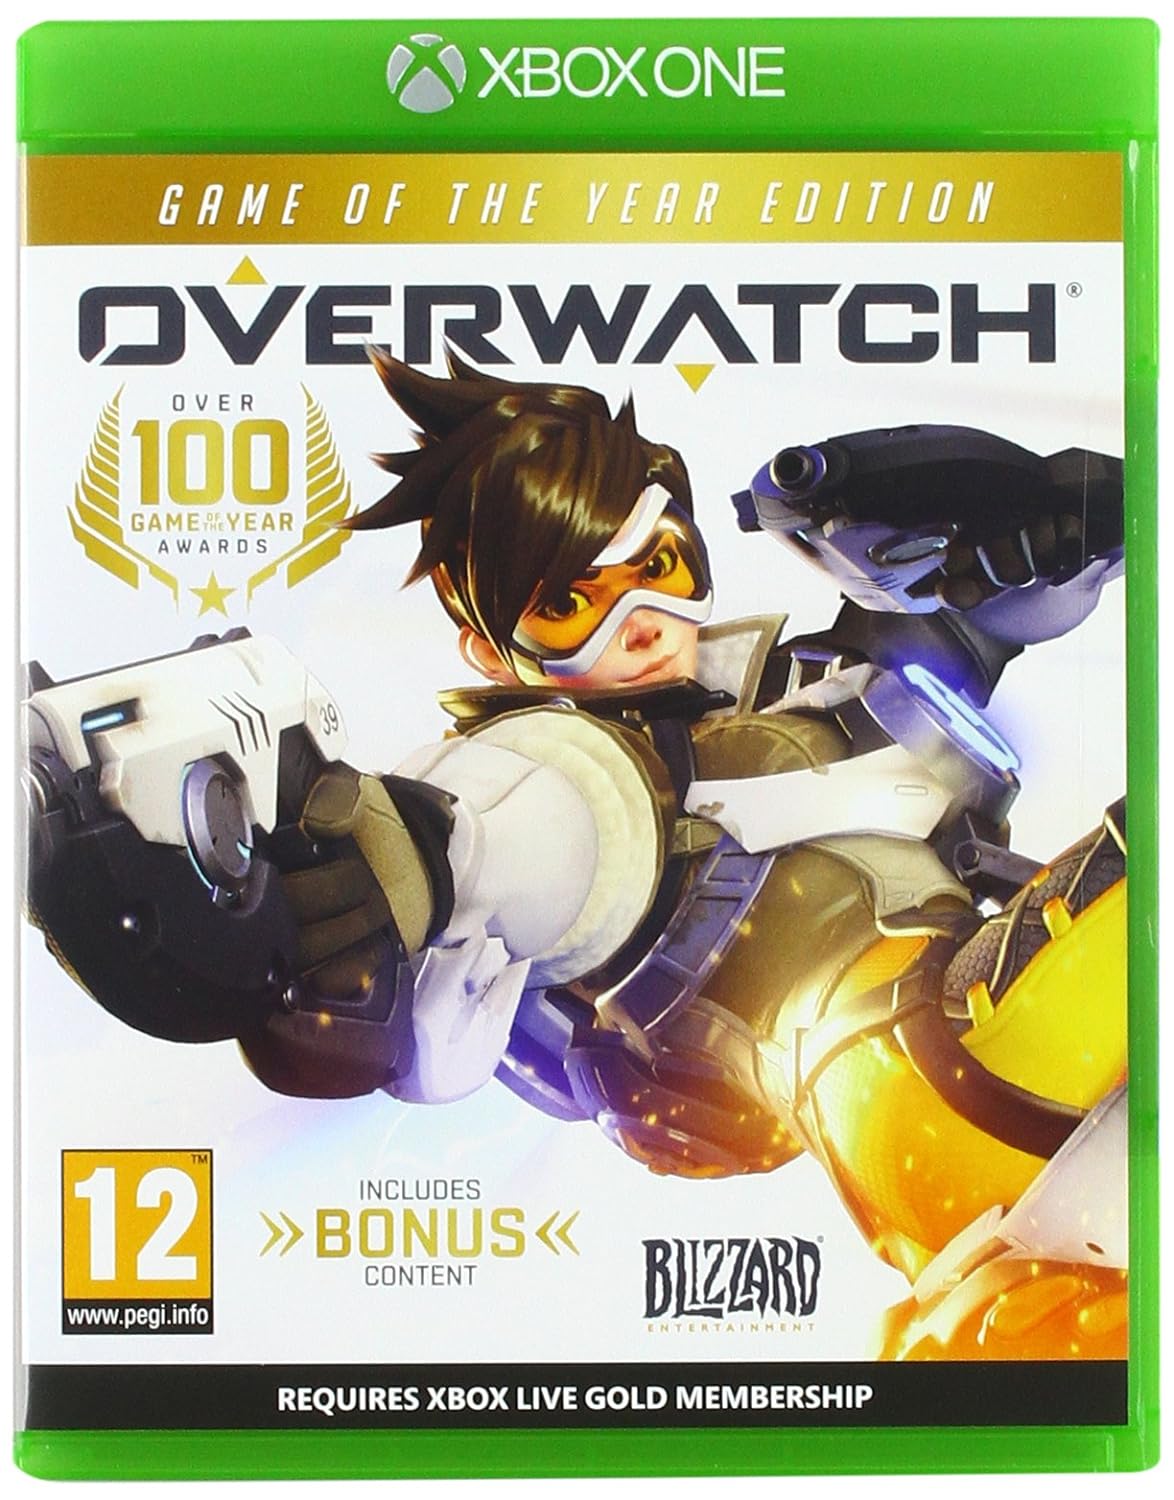 XBOX ONE
GAME OF THE YEAR EDITION
OVERWATCH®
OVER
100
GAME OF THE YEAR
AWARDS
39
12™
www.pegi.info
INCLUDES
»BONUS«
CONTENT
BLIZZARD®
ENTERTAINMENT
REQUIRES XBOX LIVE GOLD MEMBERSHIP